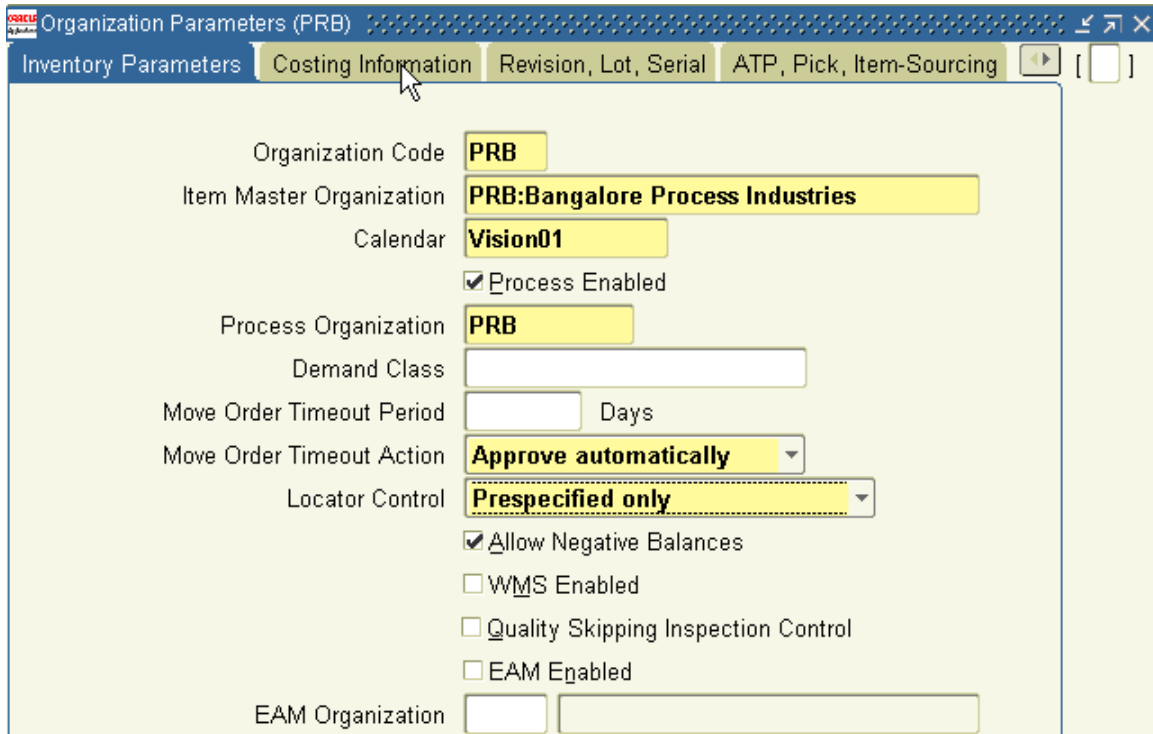 ORACLE Applications Organization Parameters (PRB)
Inventory Parameters Costing Information Revision, Lot, Serial ATP, Pick, Item-Sourcing [ ]
Organization Code PRB
Item Master Organization PRB:Bangalore Process Industries
Calendar Vision01
Process Enabled
Process Organization PRB
Demand Class
Move Order Timeout Period Days
Move Order Timeout Action Approve automatically
Locator Control Prespecified only
Allow Negative Balances
WMS Enabled
Quality Skipping Inspection Control
EAM Enabled
EAM Organization